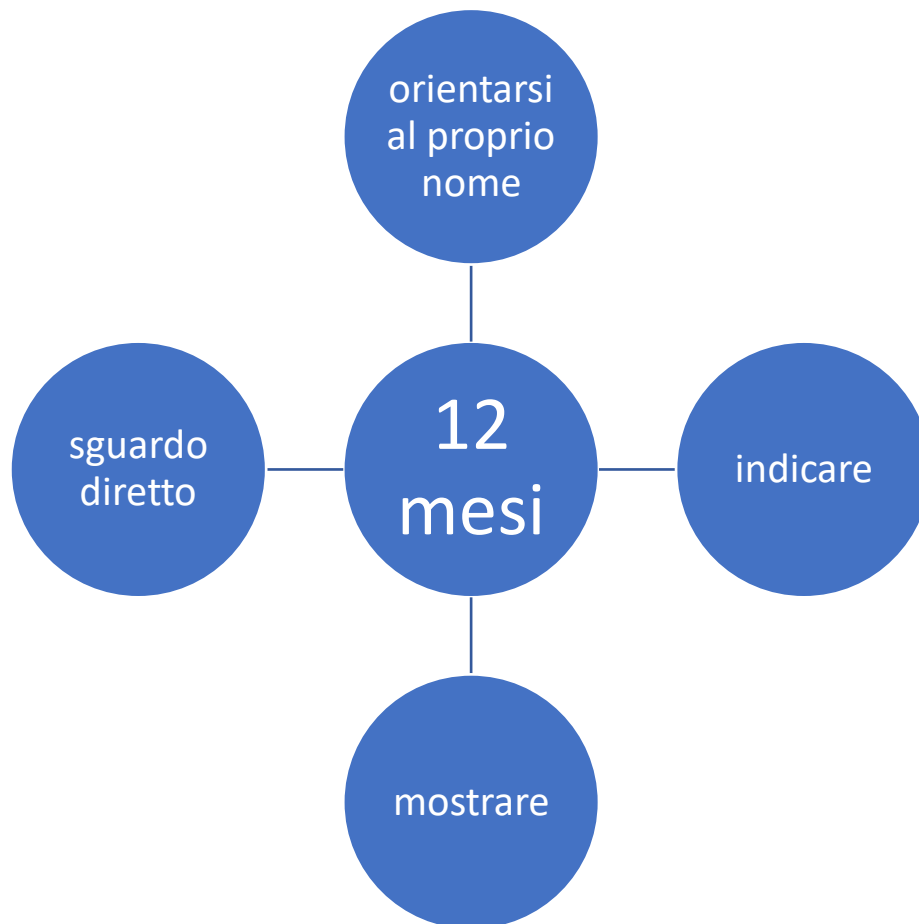 orientarsi
al proprio
nome
sguardo
diretto
12
mesi
indicare
mostrare